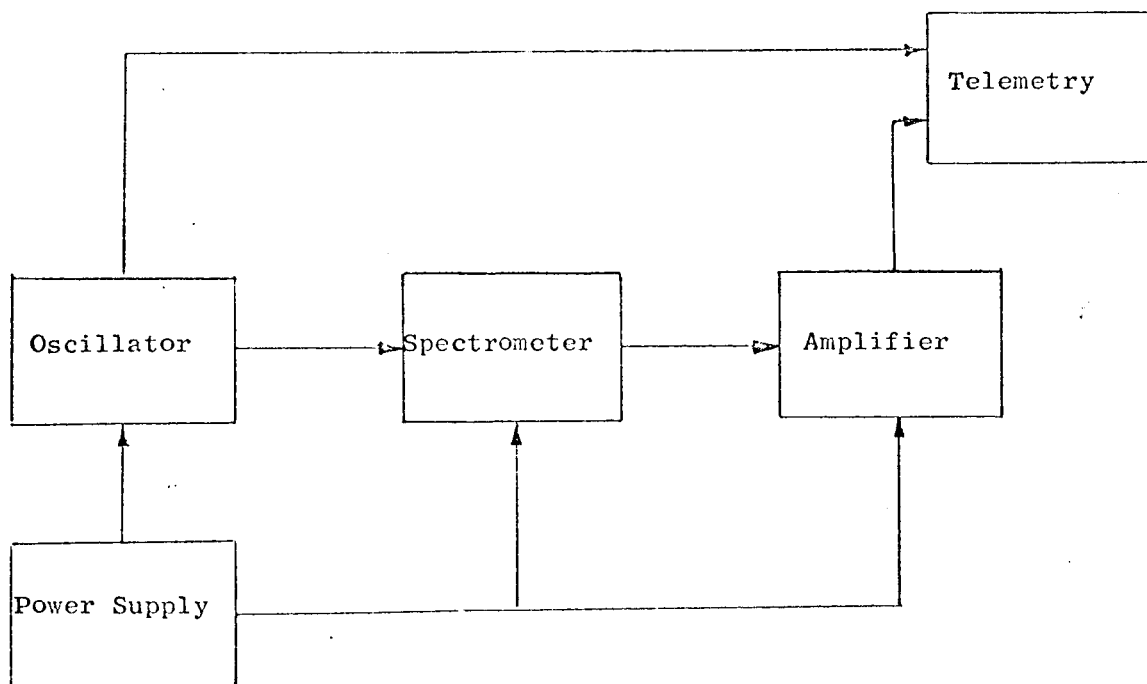 Telemetry
Oscillator
Spectrometer
Amplifier
Power Supply